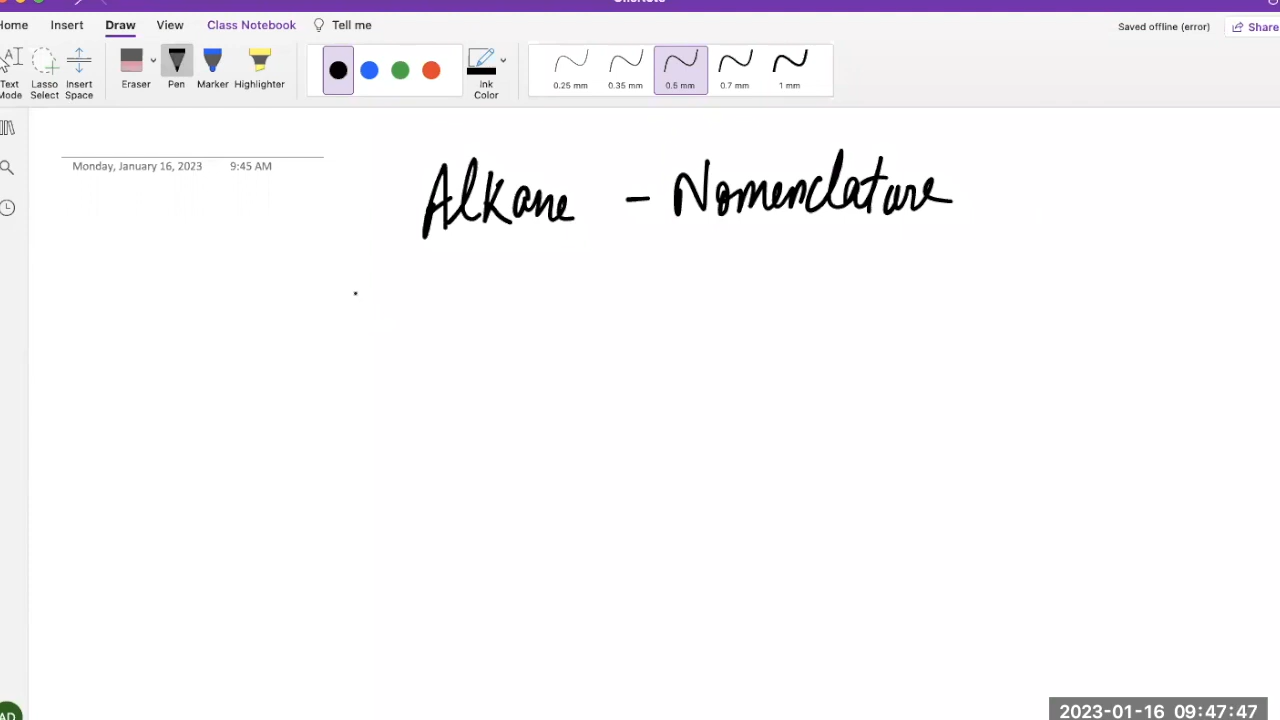 Home Insert Draw View Class Notebook Tell me
Saved offline (error) Share
Text Mode Lasso Select Insert Space Eraser Pen Marker Highlighter Ink Color 0.25 mm 0.35 mm 0.5 mm 0.7 mm 1 mm
Monday, January 16, 2023 9:45 AM
Alkane - Nomenclature
AD
2023-01-16 09:47:47